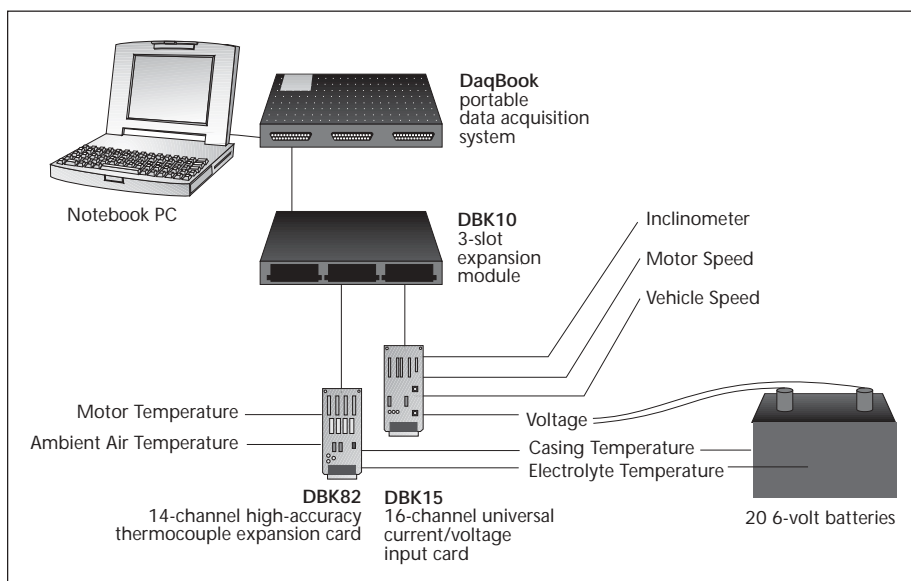 DaqBook
portable
data acquisition
system
Notebook PC
DBK10
3-slot
expansion
module
Inclinometer
Motor Speed
Vehicle Speed
Motor Temperature
Ambient Air Temperature
Voltage
Casing Temperature
Electrolyte Temperature
DBK82
14-channel high-accuracy
thermocouple expansion card
DBK15
16-channel universal
current/voltage
input card
20 6-volt batteries